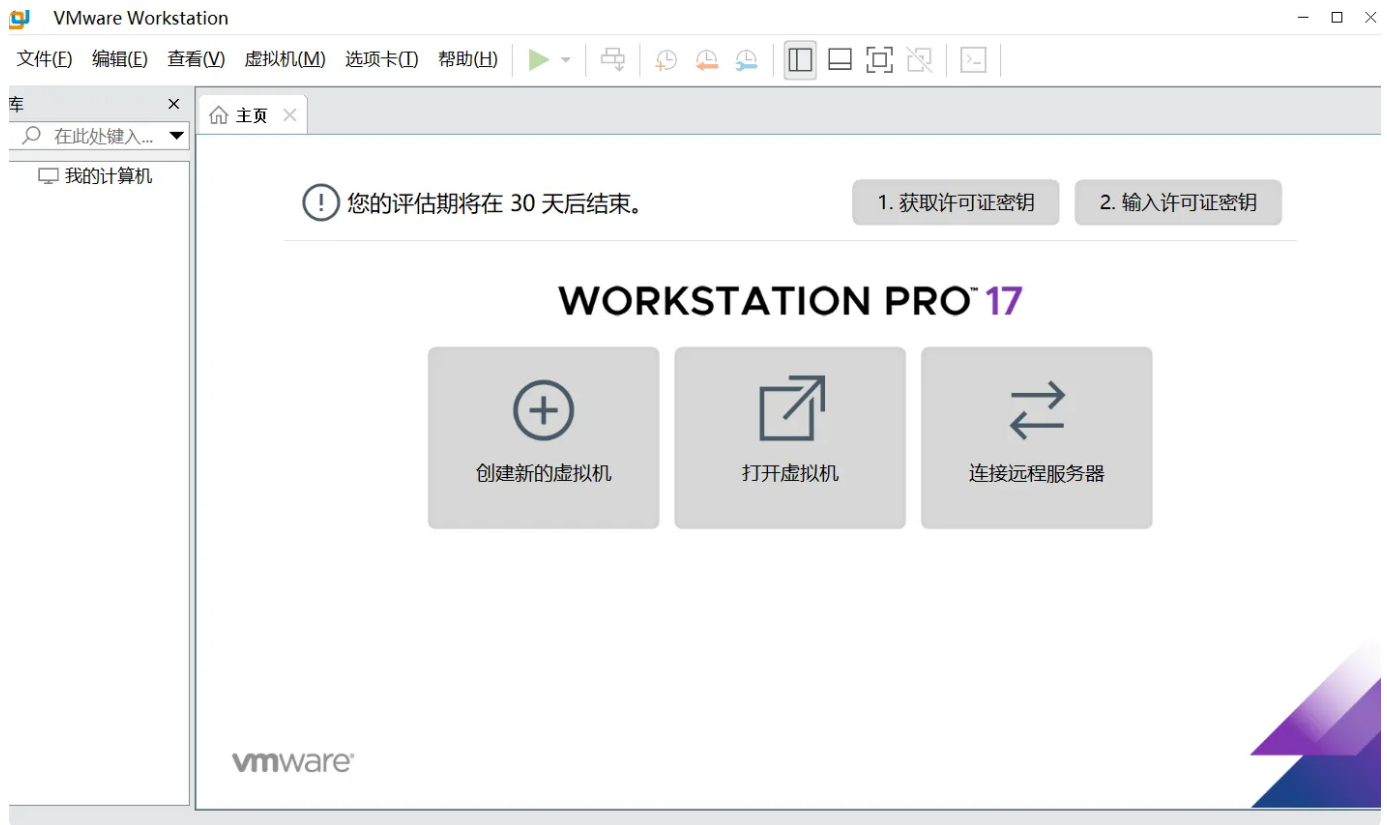 VMware Workstation
文件(F) 编辑(E) 查看(V) 虚拟机(M) 选项卡(T) 帮助(H)
库
主页
在此处键入...
我的计算机
您的评估期将在 30 天后结束。
1. 获取许可证密钥
2. 输入许可证密钥
WORKSTATION PRO™ 17
创建新的虚拟机
打开虚拟机
连接远程服务器
vmware®